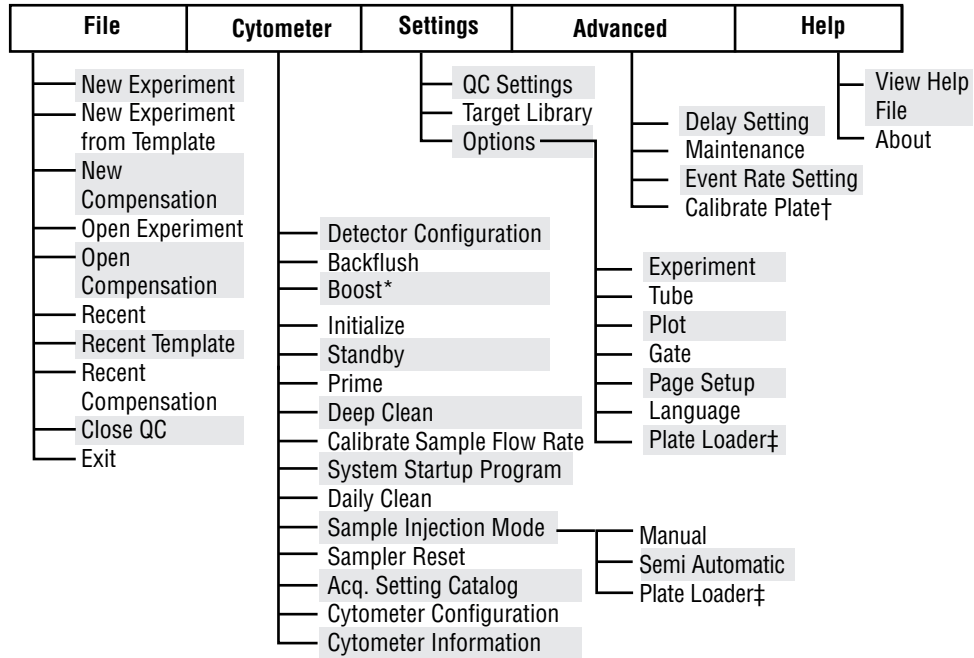 File
Cytometer
Settings
Advanced
Help
New Experiment
New Experiment
from Template
New
Compensation
Open Experiment
Open
Compensation
Recent
Recent Template
Recent
Compensation
Close QC
Exit
Detector Configuration
Backflush
Boost*
Initialize
Standby
Prime
Deep Clean
Calibrate Sample Flow Rate
System Startup Program
Daily Clean
Sample Injection Mode
Sampler Reset
Acq. Setting Catalog
Cytometer Configuration
Cytometer Information
Manual
Semi Automatic
Plate Loader‡
QC Settings
Target Library
Options
Experiment
Tube
Plot
Gate
Page Setup
Language
Plate Loader‡
Delay Setting
Maintenance
Event Rate Setting
Calibrate Plate†
View Help
File
About